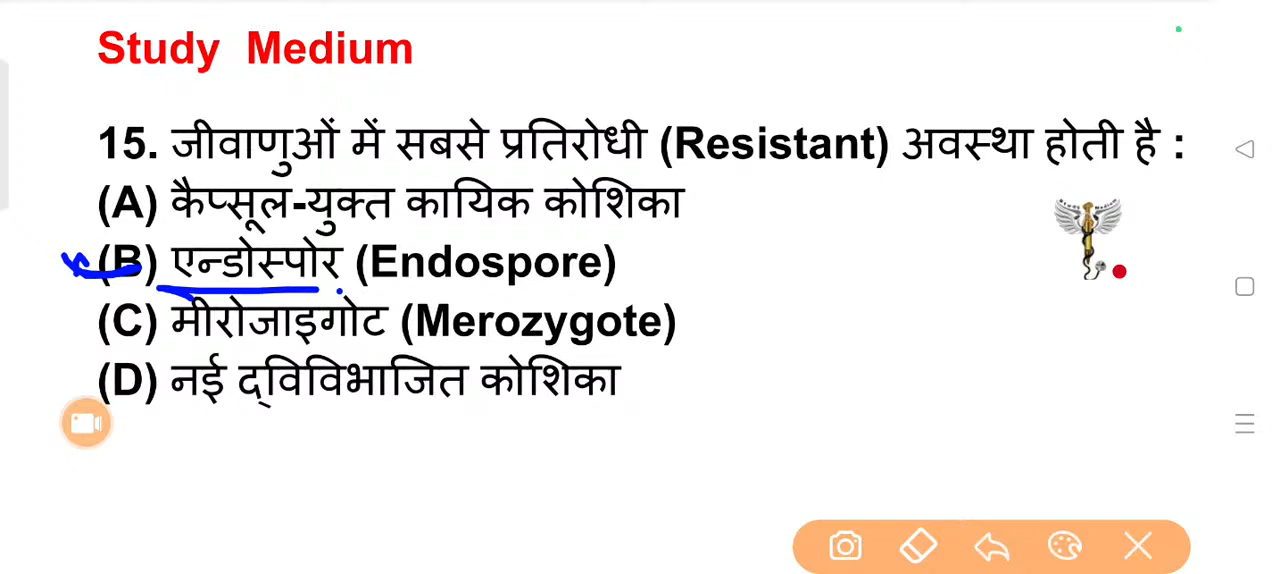 Study Medium
15. जीवाणुओं में सबसे प्रतिरोधी (Resistant) अवस्था होती है :
(A) कैप्सूल-युक्त कायिक कोशिका
(B) एन्डोस्पोर (Endospore)
(C) मीरोजाइगोट (Merozygote)
(D) नई द्विविभाजित कोशिका